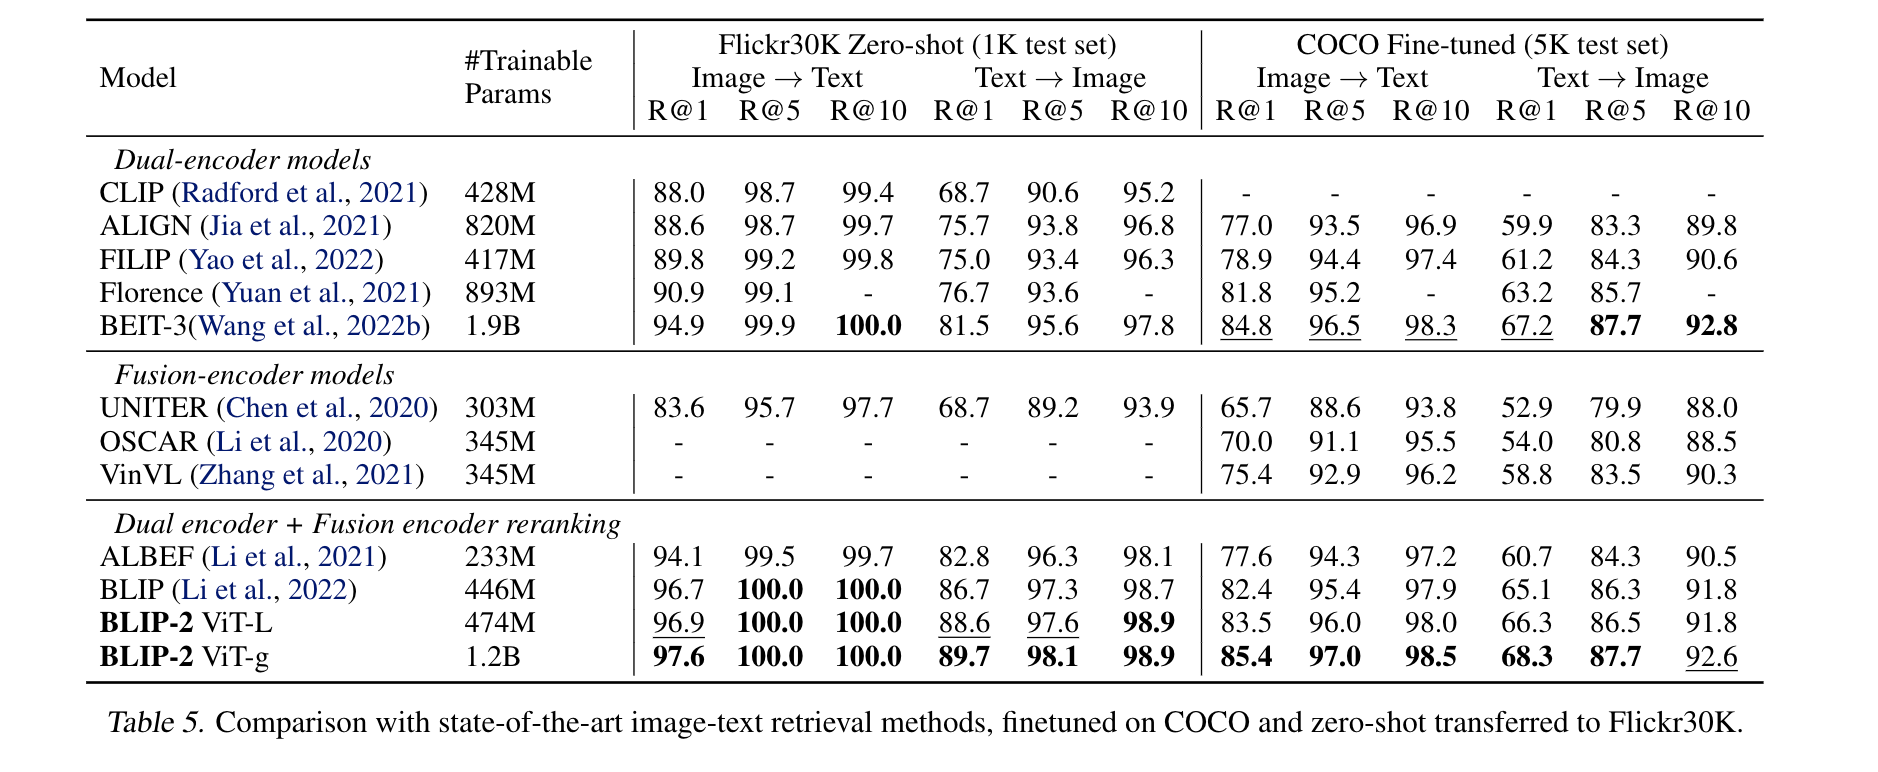 Model #Trainable Params Flickr30K Zero-shot (1K test set) COCO Fine-tuned (5K test set)
Image → Text Text → Image Image → Text Text → Image
R@1 R@5 R@10 R@1 R@5 R@10 R@1 R@5 R@10 R@1 R@5 R@10
Dual-encoder models
CLIP (Radford et al., 2021) 428M 88.0 98.7 99.4 68.7 90.6 95.2 - - - - - -
ALIGN (Jia et al., 2021) 820M 88.6 98.7 99.7 75.7 93.8 96.8 77.0 93.5 96.9 59.9 83.3 89.8
FILIP (Yao et al., 2022) 417M 89.8 99.2 99.8 75.0 93.4 96.3 78.9 94.4 97.4 61.2 84.3 90.6
Florence (Yuan et al., 2021) 893M 90.9 99.1 - 76.7 93.6 - 81.8 95.2 - 63.2 85.7 -
BEIT-3(Wang et al., 2022b) 1.9B 94.9 99.9 100.0 81.5 95.6 97.8 84.8 96.5 98.3 67.2 87.7 92.8
Fusion-encoder models
UNITER (Chen et al., 2020) 303M 83.6 95.7 97.7 68.7 89.2 93.9 65.7 88.6 93.8 52.9 79.9 88.0
OSCAR (Li et al., 2020) 345M - - - - - - 70.0 91.1 95.5 54.0 80.8 88.5
VinVL (Zhang et al., 2021) 345M - - - - - - 75.4 92.9 96.2 58.8 83.5 90.3
Dual encoder + Fusion encoder reranking
ALBEF (Li et al., 2021) 233M 94.1 99.5 99.7 82.8 96.3 98.1 77.6 94.3 97.2 60.7 84.3 90.5
BLIP (Li et al., 2022) 446M 96.7 100.0 100.0 86.7 97.3 98.7 82.4 95.4 97.9 65.1 86.3 91.8
BLIP-2 ViT-L 474M 96.9 100.0 100.0 88.6 97.6 98.9 83.5 96.0 98.0 66.3 86.5 91.8
BLIP-2 ViT-g 1.2B 97.6 100.0 100.0 89.7 98.1 98.9 85.4 97.0 98.5 68.3 87.7 92.6
Table 5. Comparison with state-of-the-art image-text retrieval methods, finetuned on COCO and zero-shot transferred to Flickr30K.